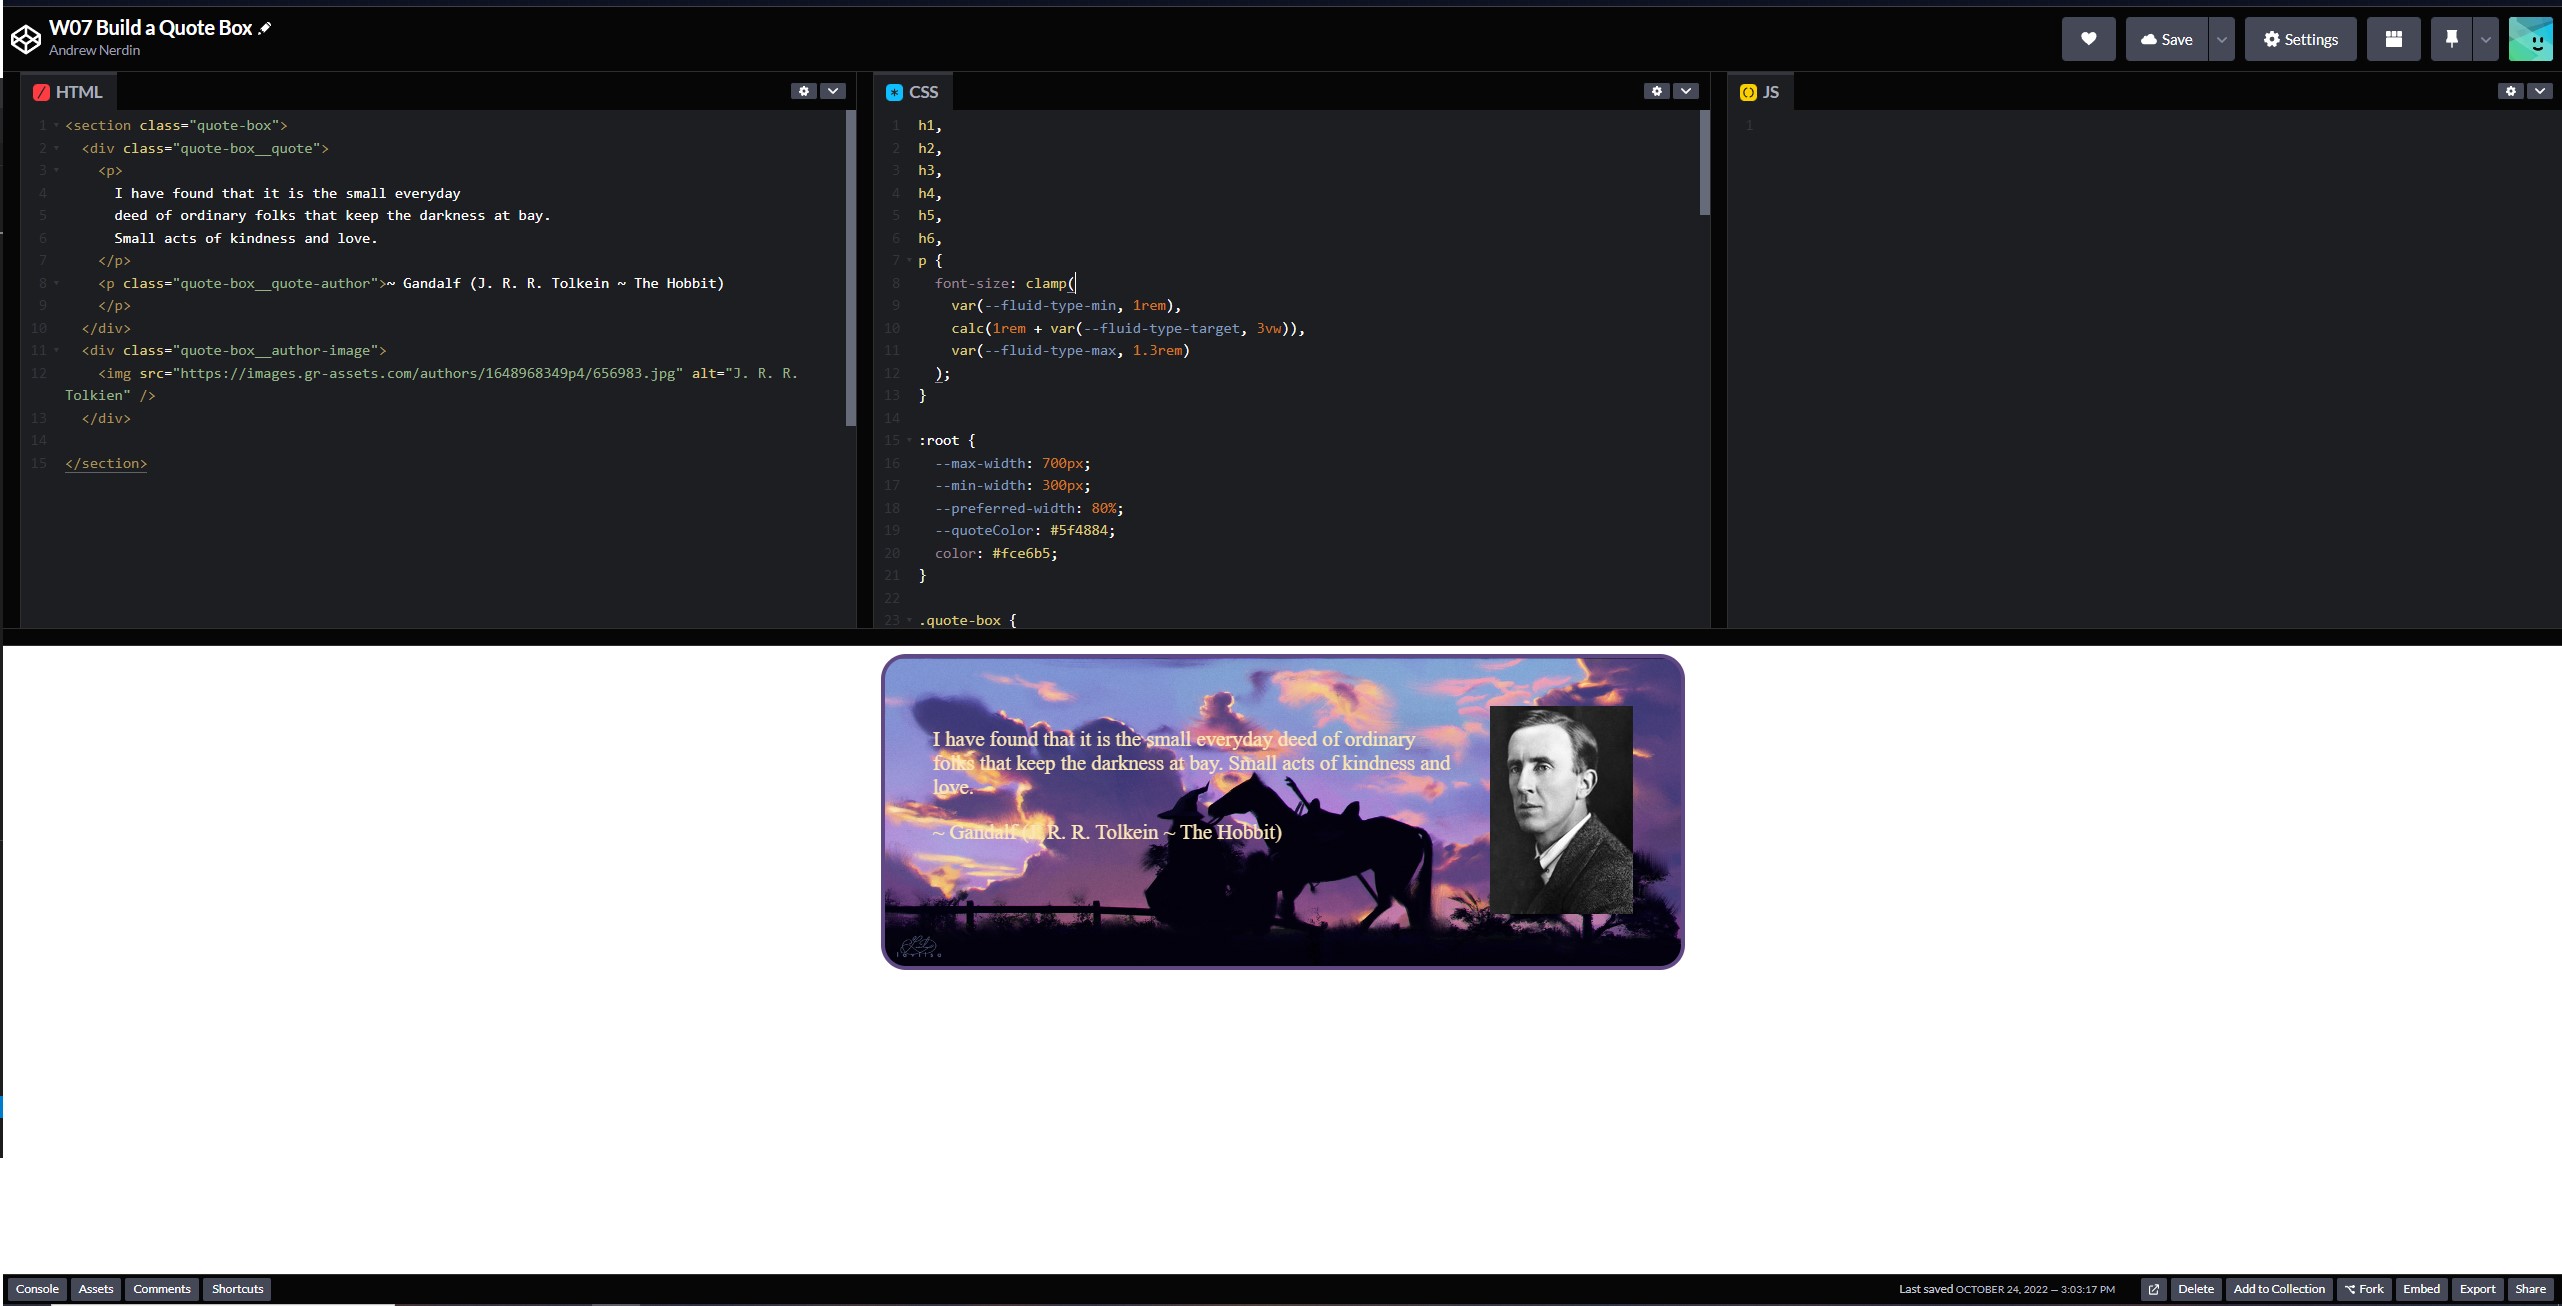 W07 Build a Quote Box
Andrew Nerdin
Save
Settings
HTML
1 <section class="quote-box">
2 <div class="quote-box__quote">
3 <p>
4 I have found that it is the small everyday
5 deed of ordinary folks that keep the darkness at bay.
6 Small acts of kindness and love.
7 </p>
8 <p class="quote-box__quote-author">~ Gandalf (J. R. R. Tolkein ~ The Hobbit)
9 </p>
10 </div>
11 <div class="quote-box__author-image">
12 <img src="https://images.gr-assets.com/authors/1648968349p4/656983.jpg" alt="J. R. R.
Tolkien" />
13 </div>
14
15 </section>
CSS
1 h1,
2 h2,
3 h3,
4 h4,
5 h5,
6 h6,
7 p {
8 font-size: clamp(
9 var(--fluid-type-min, 1rem),
10 calc(1rem + var(--fluid-type-target, 3vw)),
11 var(--fluid-type-max, 1.3rem)
12 );
13 }
14
15 :root {
16 --max-width: 700px;
17 --min-width: 300px;
18 --preferred-width: 80%;
19 --quoteColor: #5f4884;
20 color: #fce6b5;
21 }
22
23 .quote-box {
JS
1
I have found that it is the small everyday deed of ordinary
folks that keep the darkness at bay. Small acts of kindness and
love.
~ Gandalf (J. R. R. Tolkein ~ The Hobbit)
Console
Assets
Comments
Shortcuts
Last saved OCTOBER 24, 2022 — 3:03:17 PM
Delete
Add to Collection
Fork
Embed
Export
Share